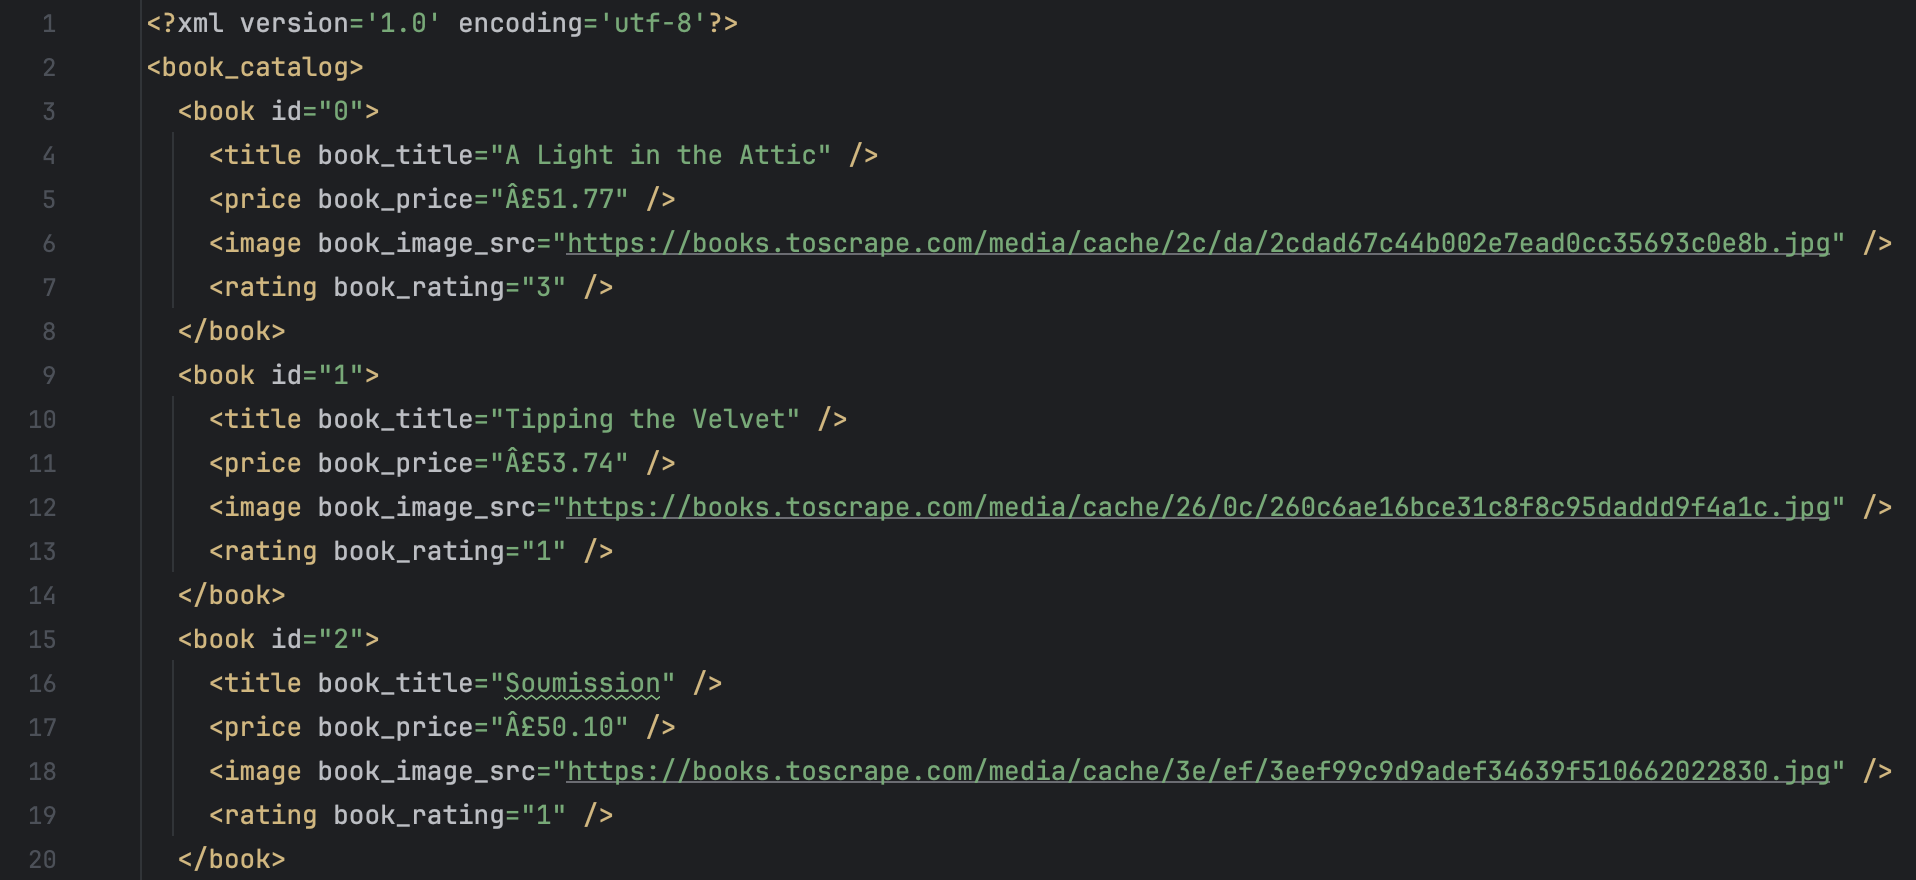 1 <?xml version='1.0' encoding='utf-8'?>
2 <book_catalog>
3 <book id="0">
4 <title book_title="A Light in the Attic" />
5 <price book_price="Â£51.77" />
6 <image book_image_src="https://books.toscrape.com/media/cache/2c/da/2cdad67c44b002e7ead0cc35693c0e8b.jpg" />
7 <rating book_rating="3" />
8 </book>
9 <book id="1">
10 <title book_title="Tipping the Velvet" />
11 <price book_price="Â£53.74" />
12 <image book_image_src="https://books.toscrape.com/media/cache/26/0c/260c6ae16bce31c8f8c95daddd9f4a1c.jpg" />
13 <rating book_rating="1" />
14 </book>
15 <book id="2">
16 <title book_title="Soumission" />
17 <price book_price="Â£50.10" />
18 <image book_image_src="https://books.toscrape.com/media/cache/3e/ef/3eef99c9d9adef34639f510662022830.jpg" />
19 <rating book_rating="1" />
20 </book>